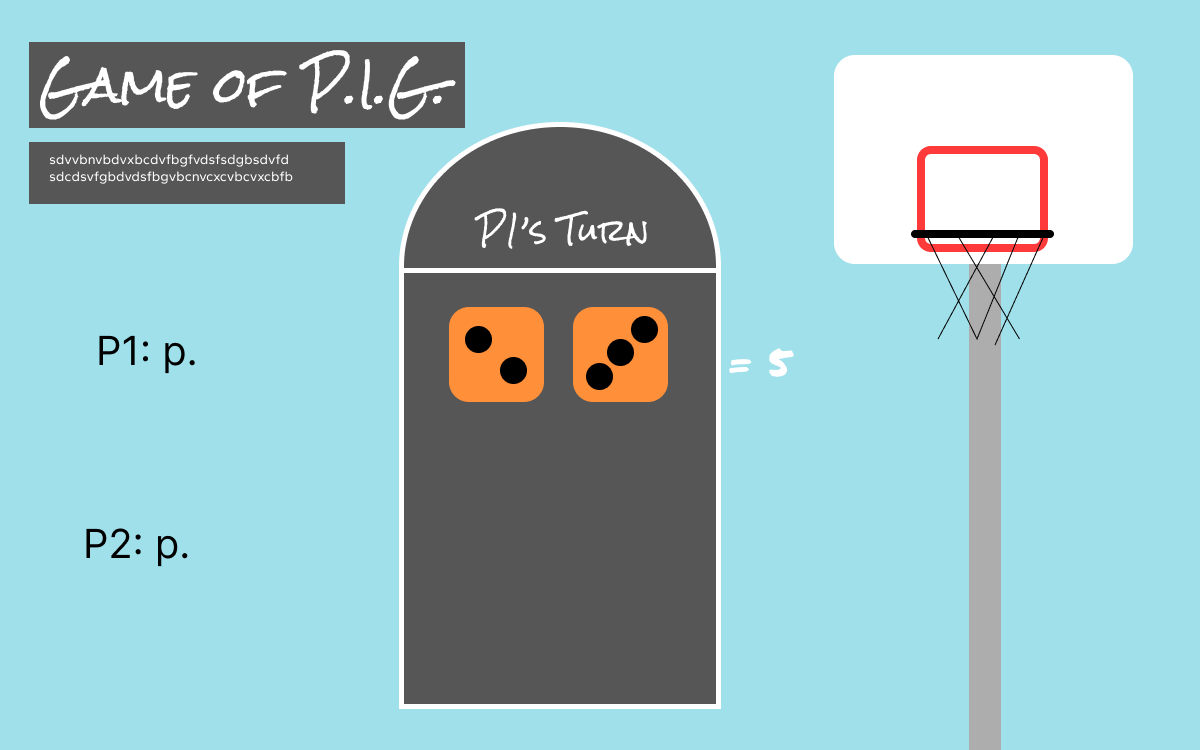 Game of P.I.G.
sdvvbnvbdvxbcdvfbgfvdsfsdgbsdvfd
sdcdsvfgbdvdsfbgvbcnvcxcvbcvxcbfb
P1's Turn
= 5
P1: p.
P2: p.